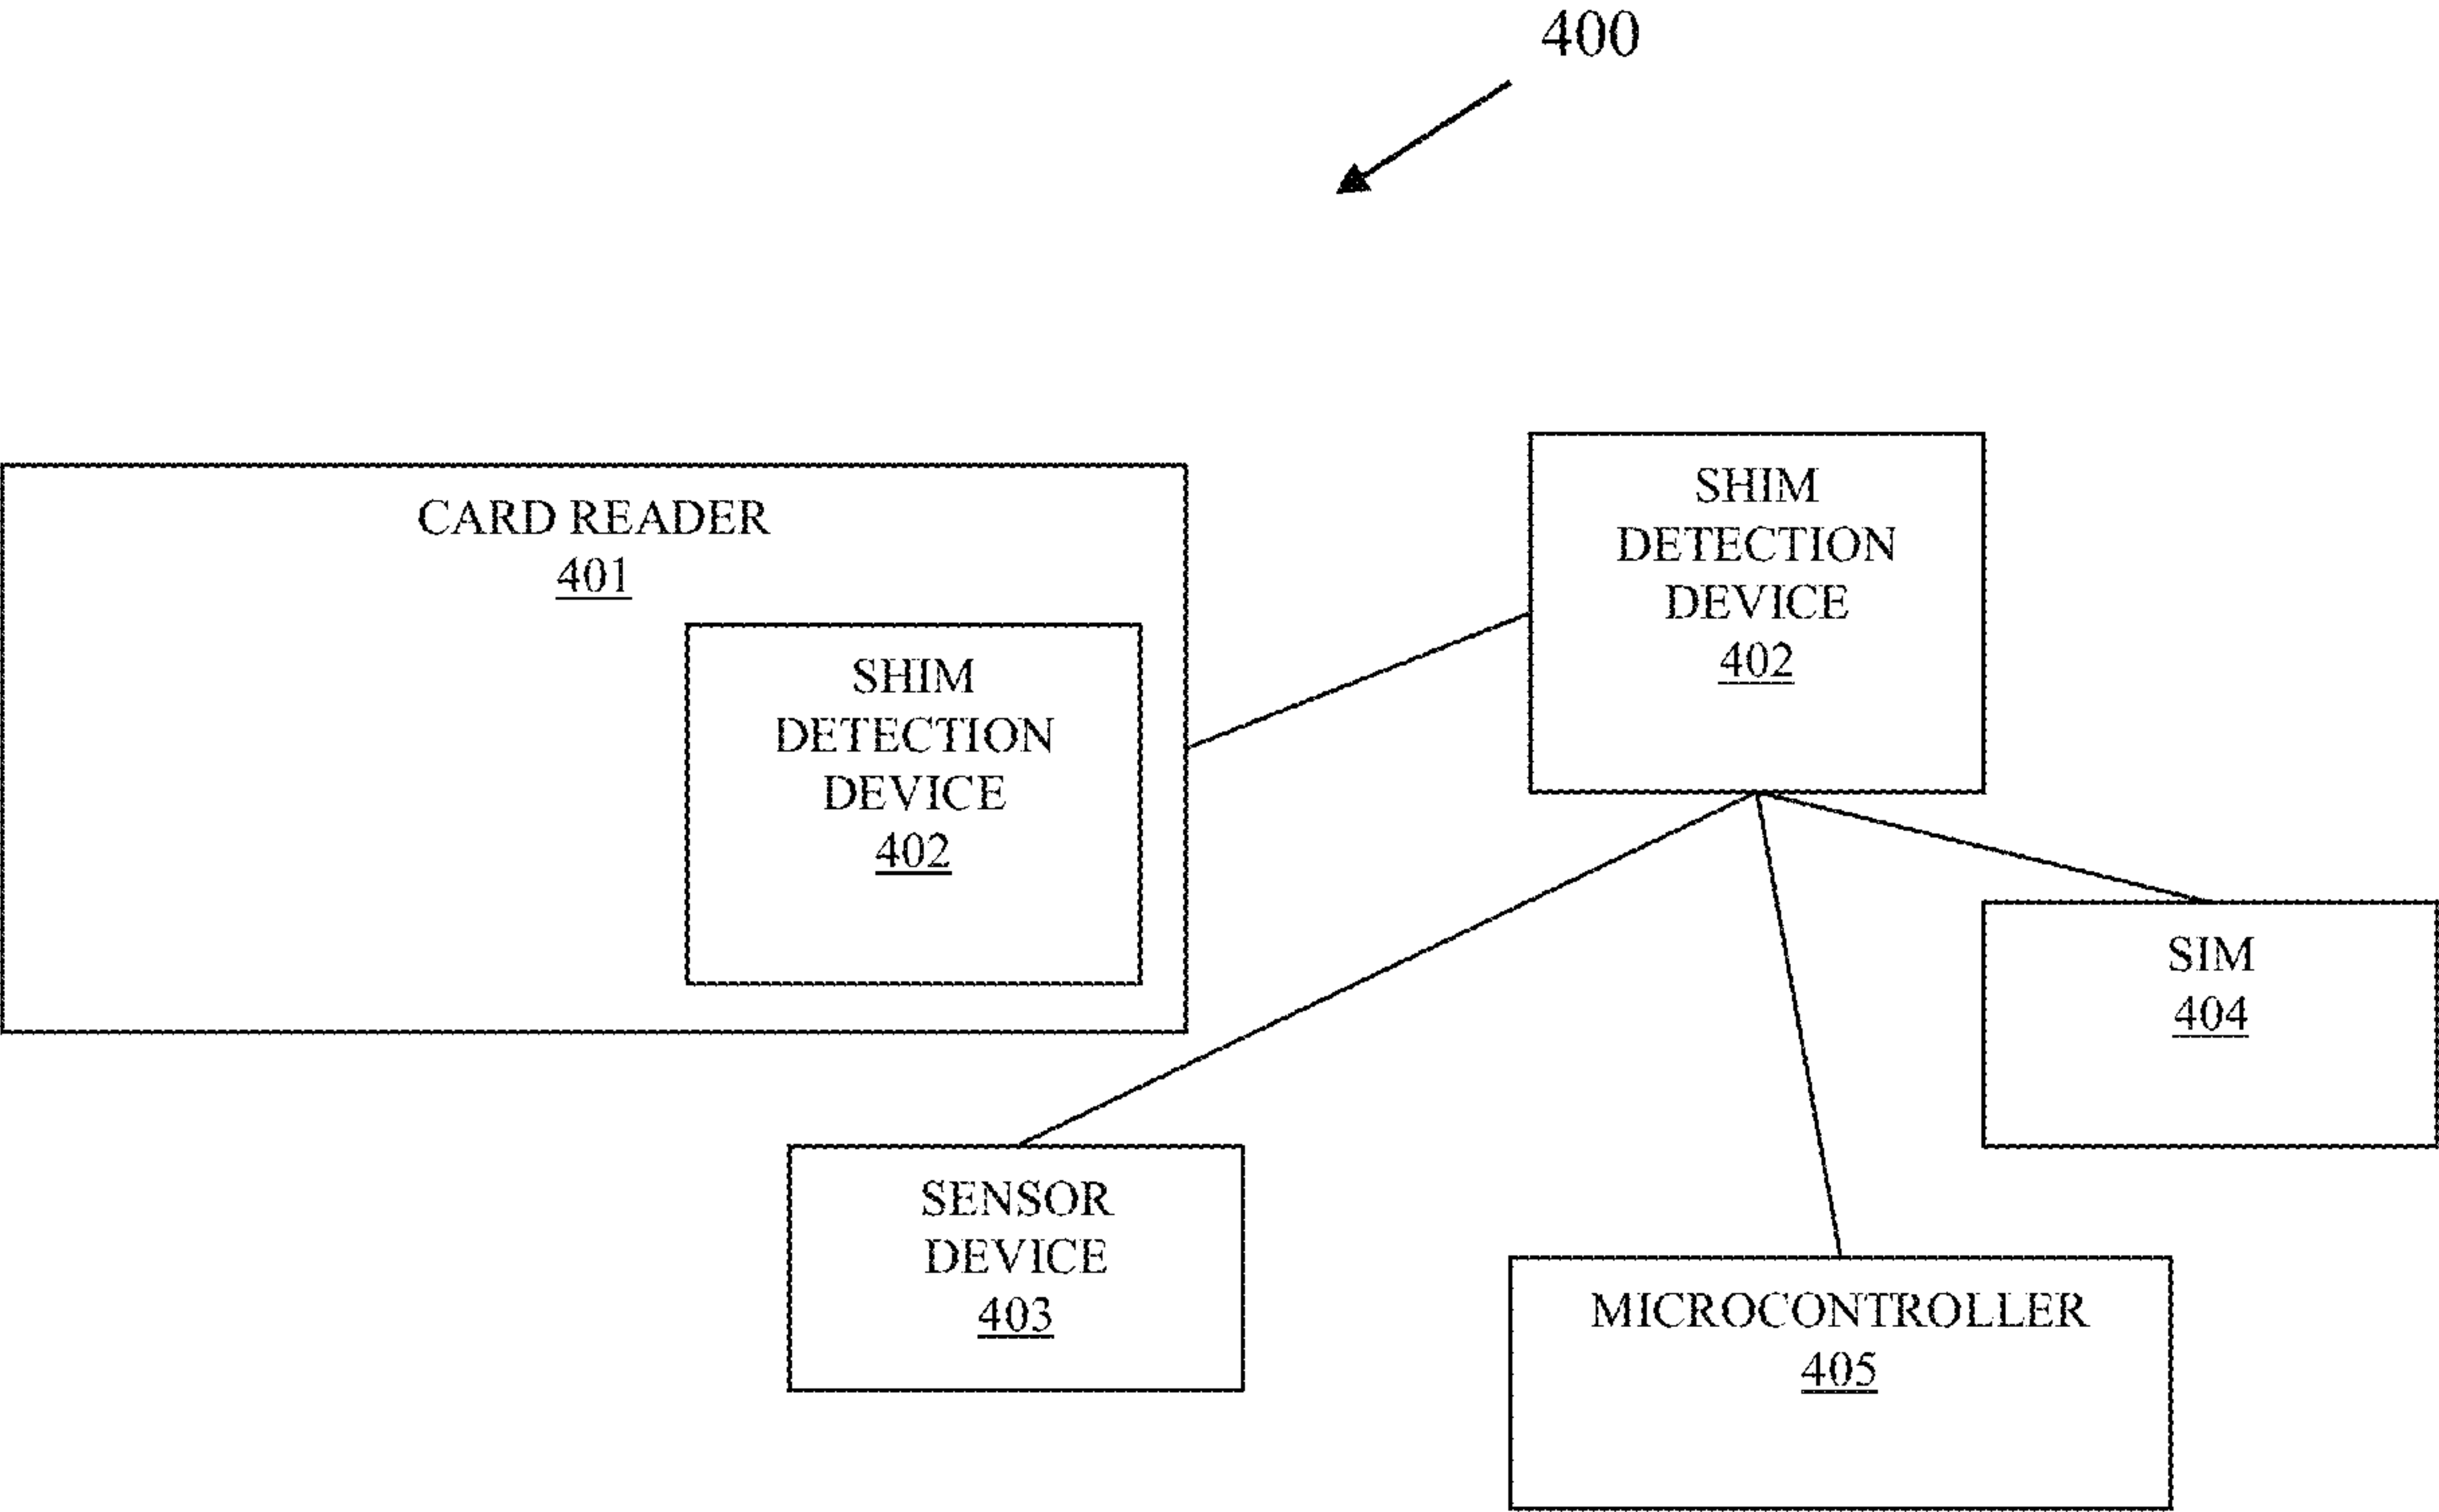 400
CARD READER
401
SHIM
DETECTION
DEVICE
402
SHIM
DETECTION
DEVICE
402
SIM
404
SENSOR
DEVICE
403
MICROCONTROLLER
405